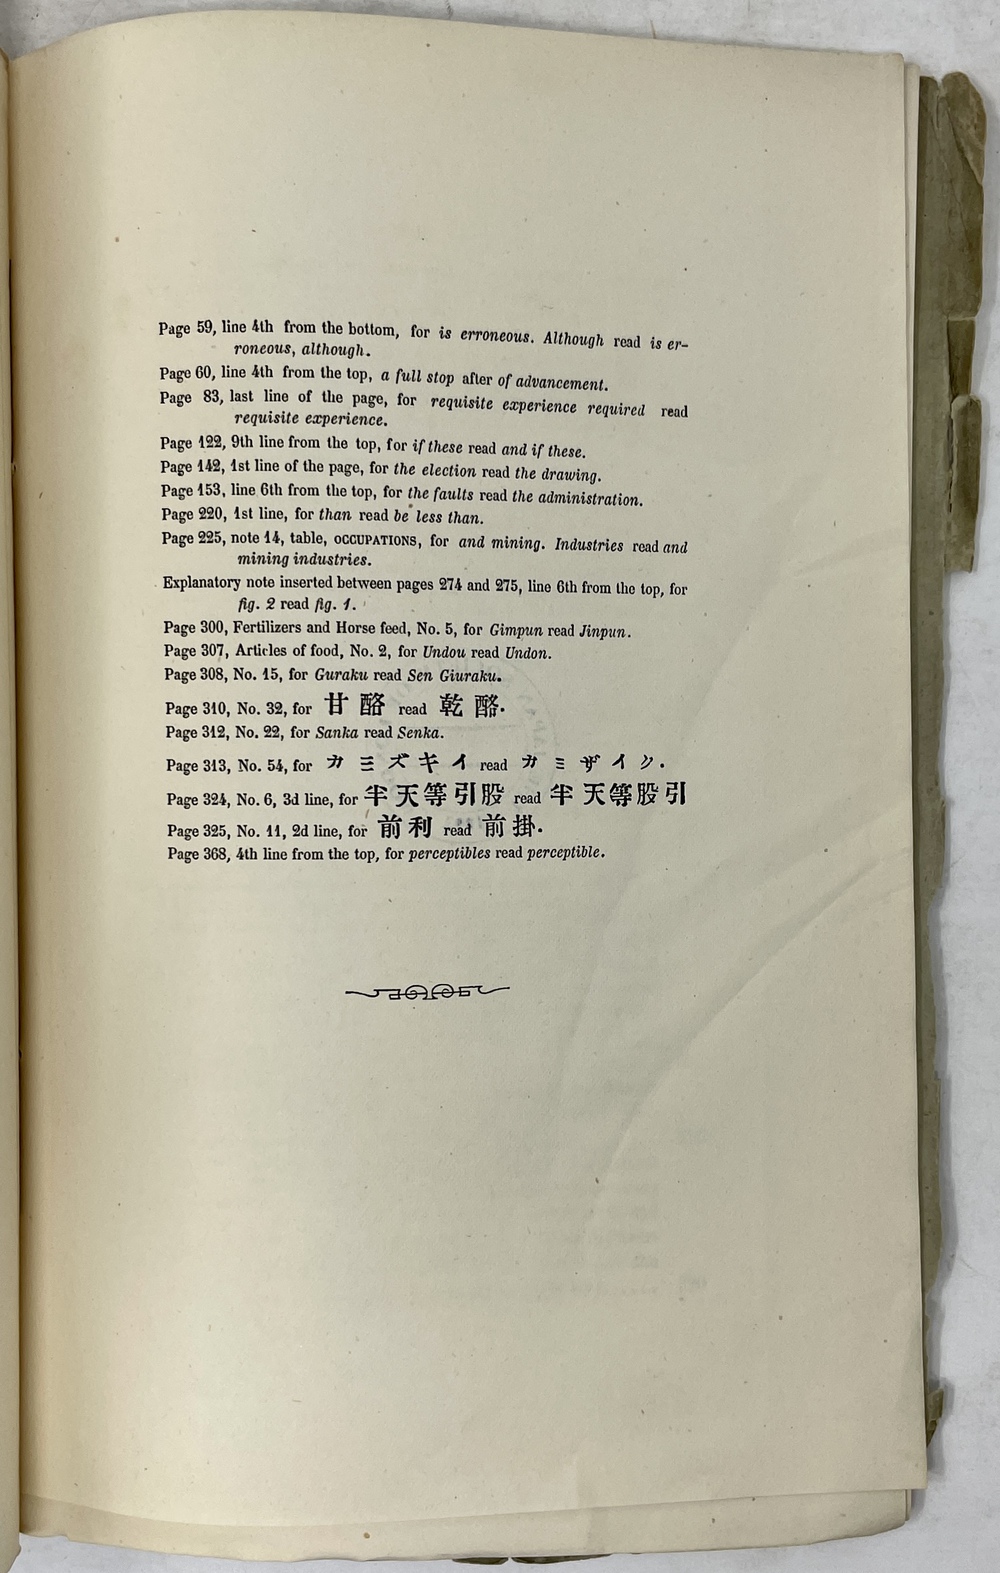 Page 59, line 4th from the bottom, for is erroneous. Although read is er-
roneous, although.
Page 60, line 4th from the top, a full stop after of advancement.
Page 83, last line of the page, for requisite experience required read
requisite experience.
Page 122, 9th line from the top, for if these read and if these.
Page 142, 1st line of the page, for the election read the drawing.
Page 153, line 6th from the top, for the faults read the administration.
Page 220, 1st line, for than read be less than.
Page 225, note 14, table, OCCUPATIONS, for and mining. Industries read and
mining industries.
Explanatory note inserted between pages 274 and 275, line 6th from the top, for
fig. 2 read fig. 1.
Page 300, Fertilizers and Horse feed, No. 5, for Gimpun read Jinpun.
Page 307, Articles of food, No. 2, for Undou read Undon.
Page 308, No. 15, for Guraku read Sen Giuraku.
Page 310, No. 32, for 甘酪 read 乾酪.
Page 312, No. 22, for Sanka read Senka.
Page 313, No. 54, for カミズキイ read カミザイク.
Page 324, No. 6, 3d line, for 半天等引股 read 半天等股引
Page 325, No. 11, 2d line, for 前利 read 前掛.
Page 368, 4th line from the top, for perceptibles read perceptible.